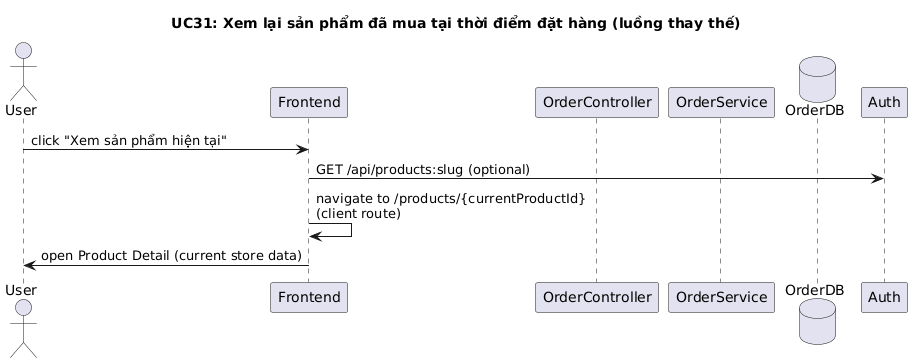 UC31: Xem lại sản phẩm đã mua tại thời điểm đặt hàng (luồng thay thế)
User
Frontend
OrderController
OrderService
OrderDB
Auth
click "Xem sản phẩm hiện tại"
GET /api/products:slug (optional)
navigate to /products/{currentProductId}
(client route)
open Product Detail (current store data)
User
Frontend
OrderController
OrderService
OrderDB
Auth